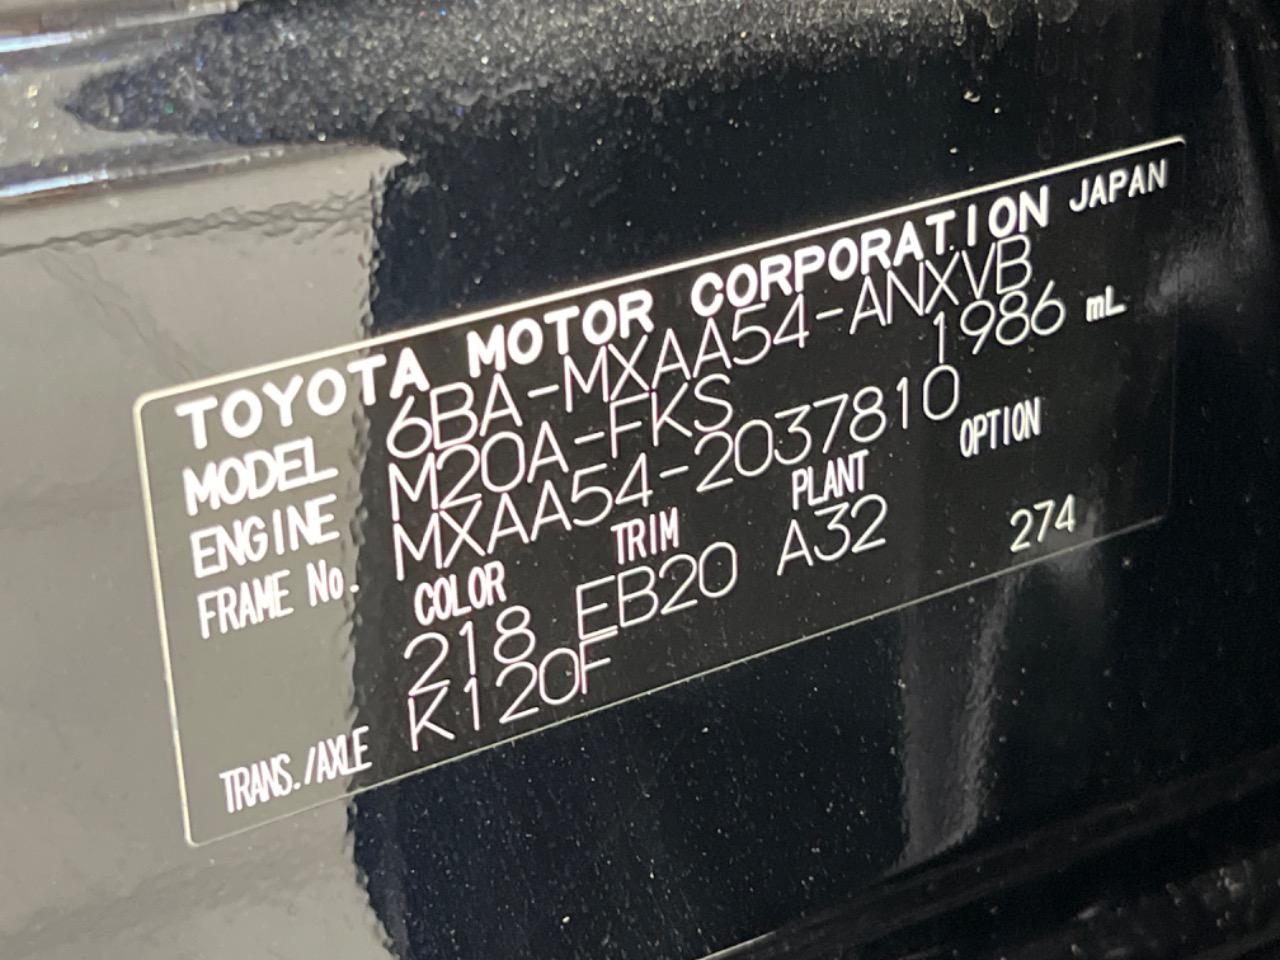 TOYOTA MOTOR CORPORATION JAPAN
MODEL 6BA-MXAA54-ANXVB
ENGINE M20A-FKS 1986 mL
FRAME No. MXAA54-2037810
COLOR TRIM PLANT OPTION
218 EB20 A32 274
TRANS./AXLE K120F